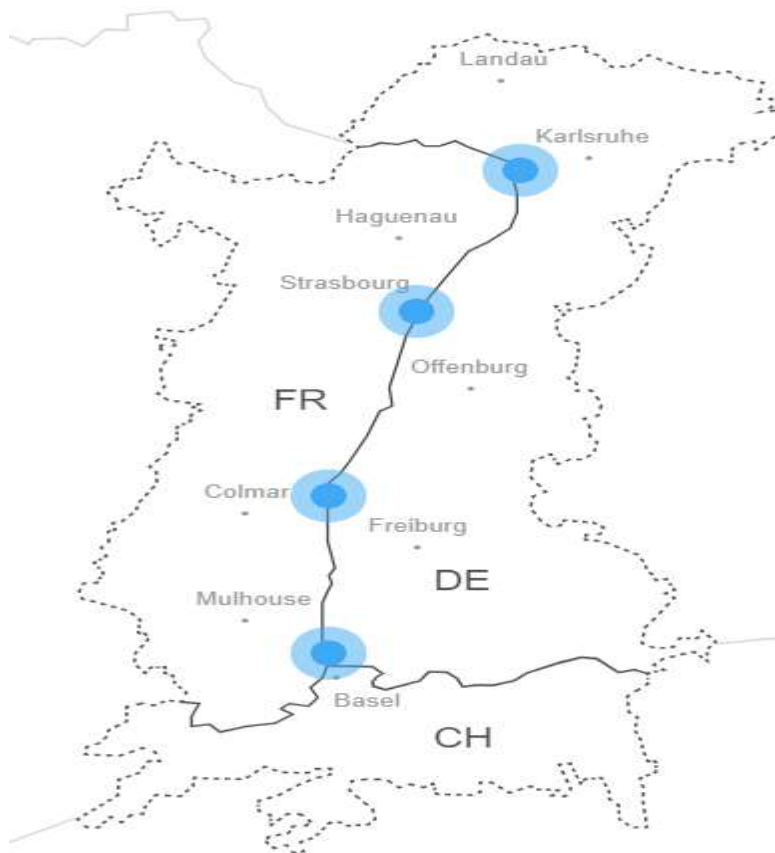 Landau
Karlsruhe
Haguenau
Strasbourg
Offenburg
FR
Colmar
Freiburg
DE
Mulhouse
Basel
CH